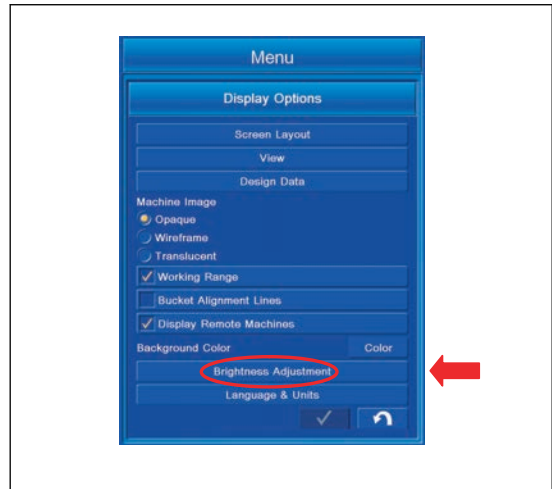 Menu
Display Options
Screen Layout
View
Design Data
Machine Image
Opaque
Wireframe
Translucent
Working Range
Bucket Alignment Lines
Display Remote Machines
Background Color Color
Brightness Adjustment
Language & Units